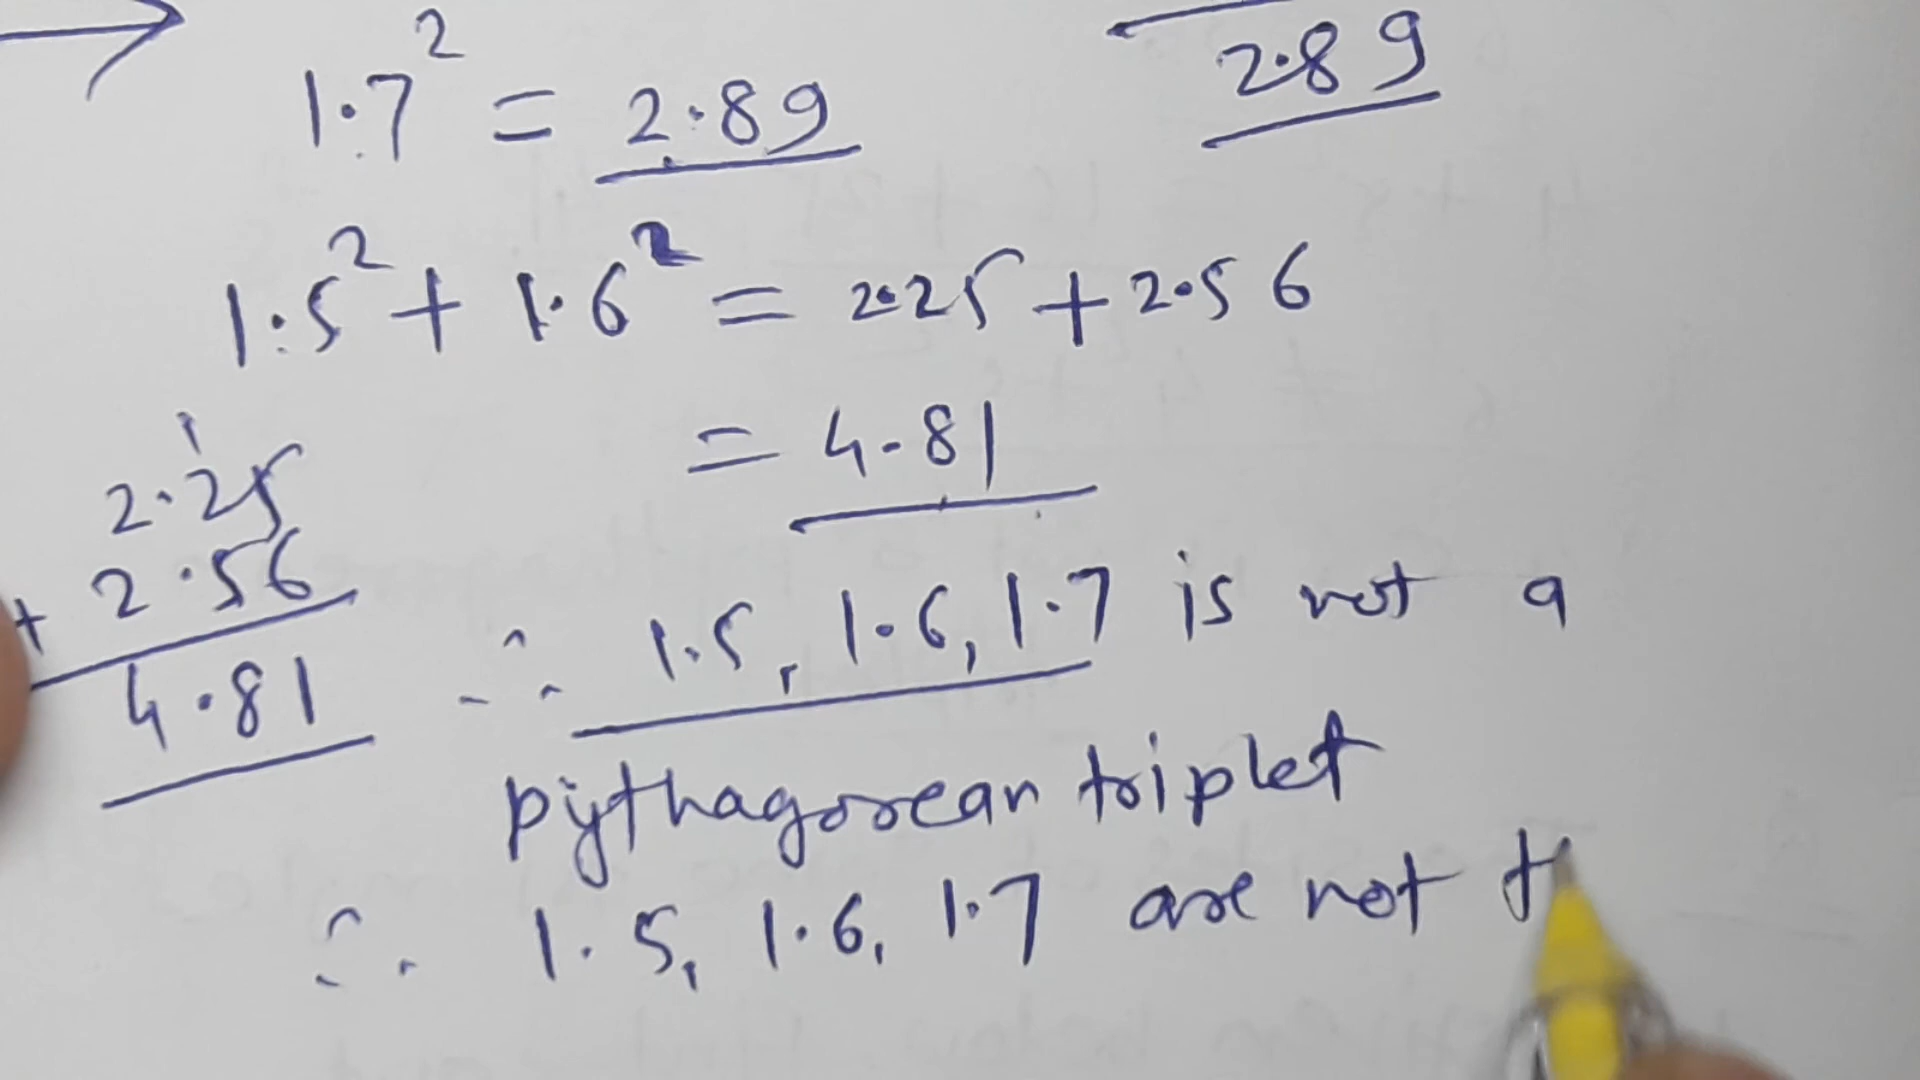 1.7² = 2.89
2.89
1.5² + 1.6² = 2.25 + 2.56
= 4.81
1
2.25
+ 2.56
4.81
∴ 1.5, 1.6, 1.7 is not a
pythagorean triplet
∴ 1.5, 1.6, 1.7 are not